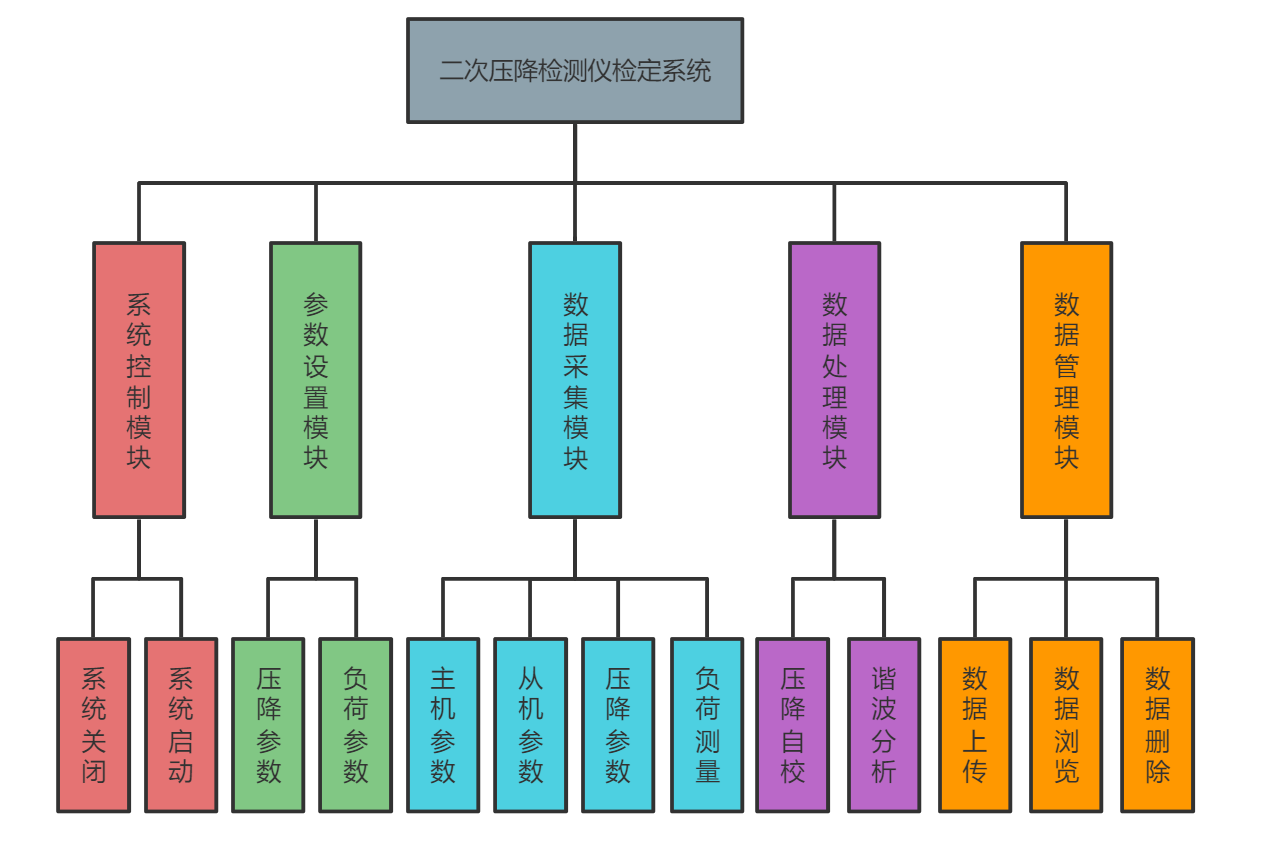 二次压降检测仪检定系统
系统控制模块
参数设置模块
数据采集模块
数据处理模块
数据管理模块
系统关闭
系统启动
压降参数
负荷参数
主机参数
从机参数
压降参数
负荷测量
压降自校
谐波分析
数据上传
数据浏览
数据删除